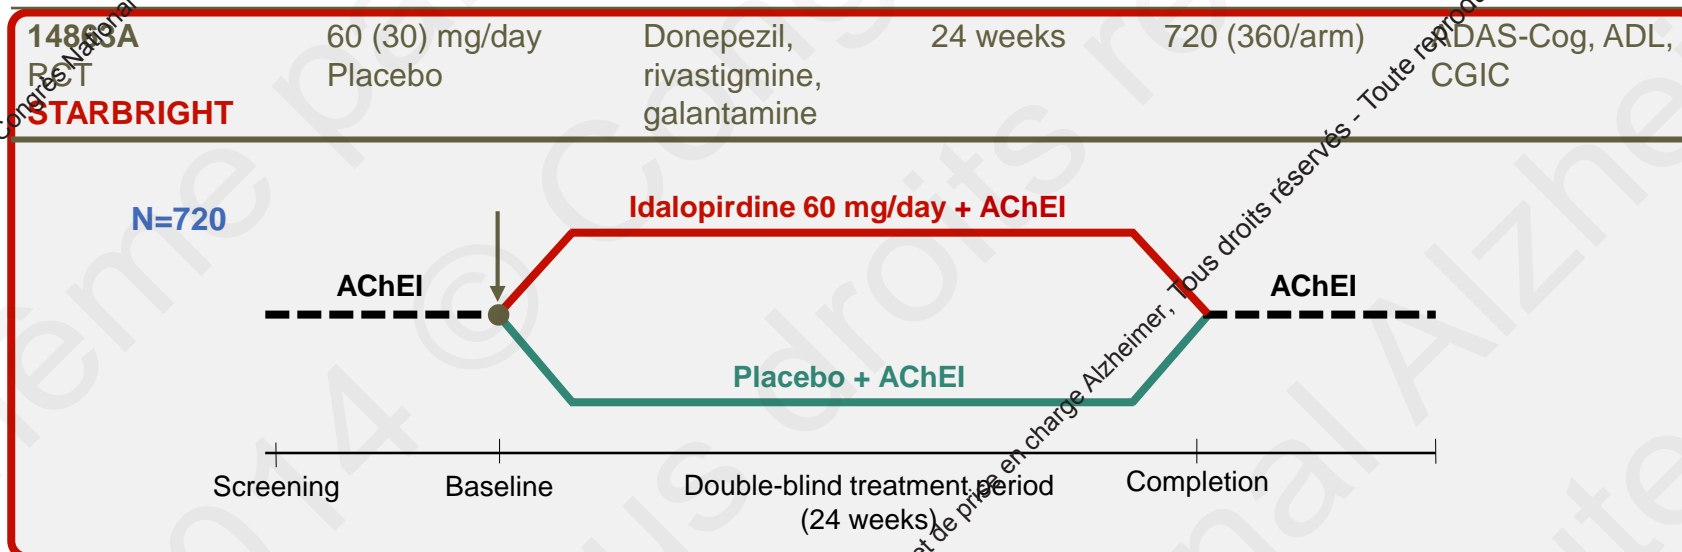 14863A 60 (30) mg/day Donepezil, 24 weeks 720 (360/arm) ADAS-Cog, ADL,
RCT Placebo rivastigmine, CGIC
STARBRIGHT galantamine
N=720
Idalopirdine 60 mg/day + AChEI
AChEI
AChEI
Placebo + AChEI
Screening Baseline Double-blind treatment period Completion
(24 weeks)
Congrès National
et de prise en charge Alzheimer, Tous droits réservés - Toute reprodu